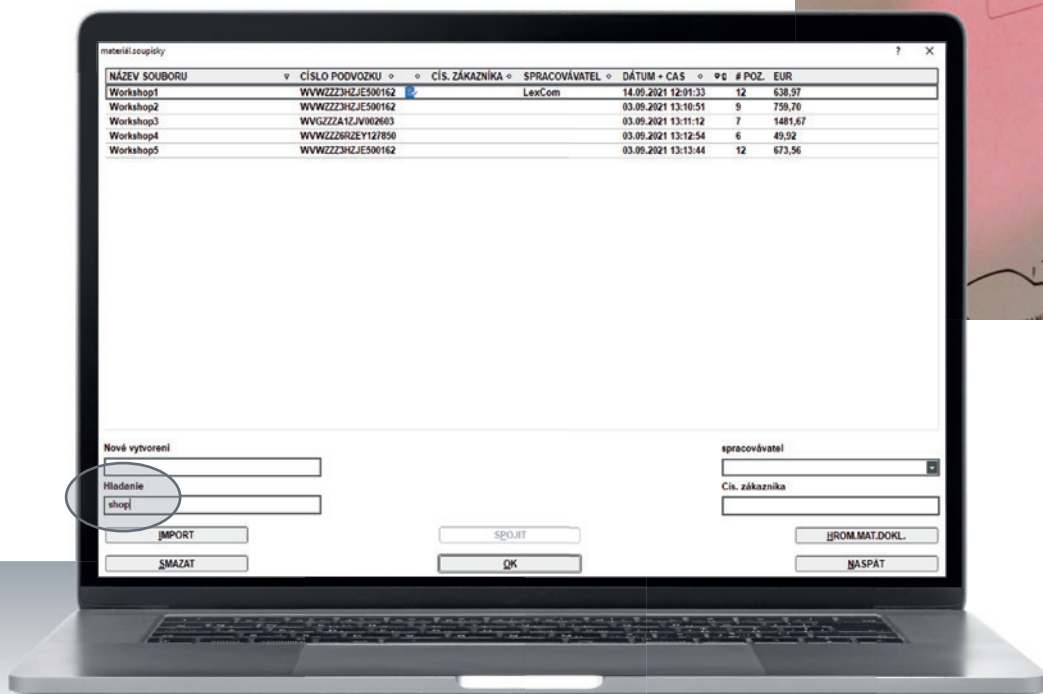 materiál.soupisky ? ×
NÁZEV SOUBORU ČÍSLO PODVOZKU CÍS. ZÁKAZNÍKA SPRACOVÁVATEL DÁTUM + CAS # POZ. EUR
Workshop1 WVWZZZ3HZJE500162 LexCom 14.09.2021 12:01:33 12 638,97
Workshop2 WVWZZZ3HZJE500162 03.09.2021 13:10:51 9 759,70
Workshop3 WVGZZZA1ZJV002603 03.09.2021 13:11:12 7 1481,67
Workshop4 WVWZZZ6RZEY127850 03.09.2021 13:12:54 6 49,92
Workshop5 WVWZZZ3HZJE500162 03.09.2021 13:13:44 12 673,56
Nové vytvorení spracovávatel
Hladanie Cís. zákazníka
shop
IMPORT SPOJIT HROM.MAT.DOKL.
SMAZAT OK NASPÁT